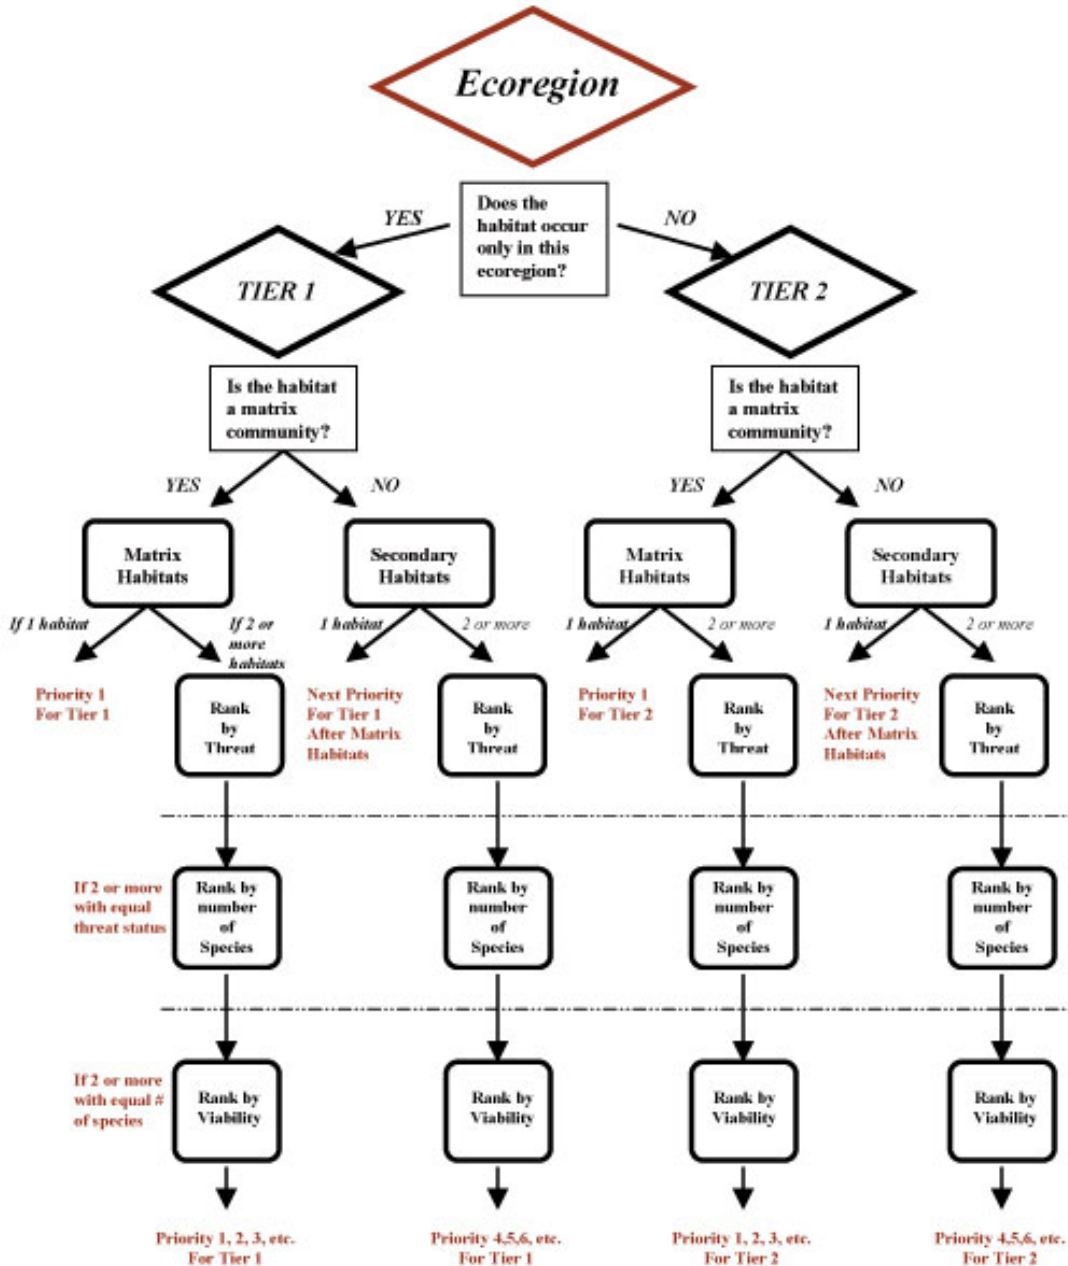 Ecoregion
Does the
habitat occur
only in this
ecoregion?
YES
NO
TIER 1
TIER 2
Is the habitat
a matrix
community?
Is the habitat
a matrix
community?
YES
NO
YES
NO
Matrix
Habitats
Secondary
Habitats
Matrix
Habitats
Secondary
Habitats
If 1 habitat
If 2 or
more
habitats
1 habitat
2 or more
1 habitat
2 or more
1 habitat
2 or more
Priority 1
For Tier 1
Rank
by
Threat
Next Priority
For Tier 1
After Matrix
Habitats
Rank
by
Threat
Priority 1
For Tier 2
Rank
by
Threat
Next Priority
For Tier 2
After Matrix
Habitats
Rank
by
Threat
If 2 or more
with equal
threat status
Rank by
number
of
Species
Rank by
number
of
Species
Rank by
number
of
Species
Rank by
number
of
Species
If 2 or more
with equal #
of species
Rank by
Viability
Rank by
Viability
Rank by
Viability
Rank by
Viability
Priority 1, 2, 3, etc.
For Tier 1
Priority 4,5,6, etc.
For Tier 1
Priority 1, 2, 3, etc.
For Tier 2
Priority 4,5,6, etc.
For Tier 2